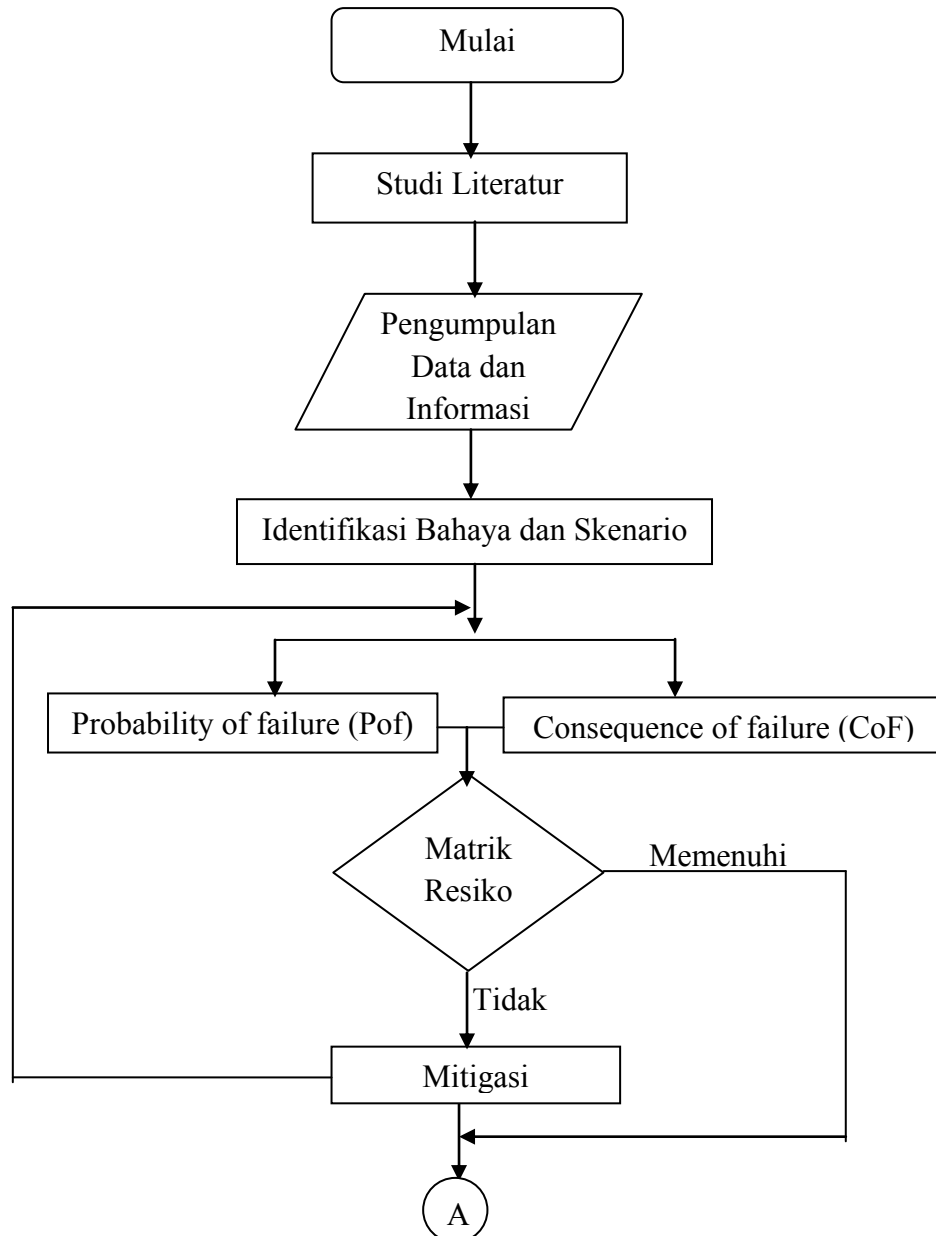 Mulai
Studi Literatur
Pengumpulan
Data dan
Informasi
Identifikasi Bahaya dan Skenario
Probability of failure (Pof)
Consequence of failure (CoF)
Matrik
Resiko
Memenuhi
Tidak
Mitigasi
A